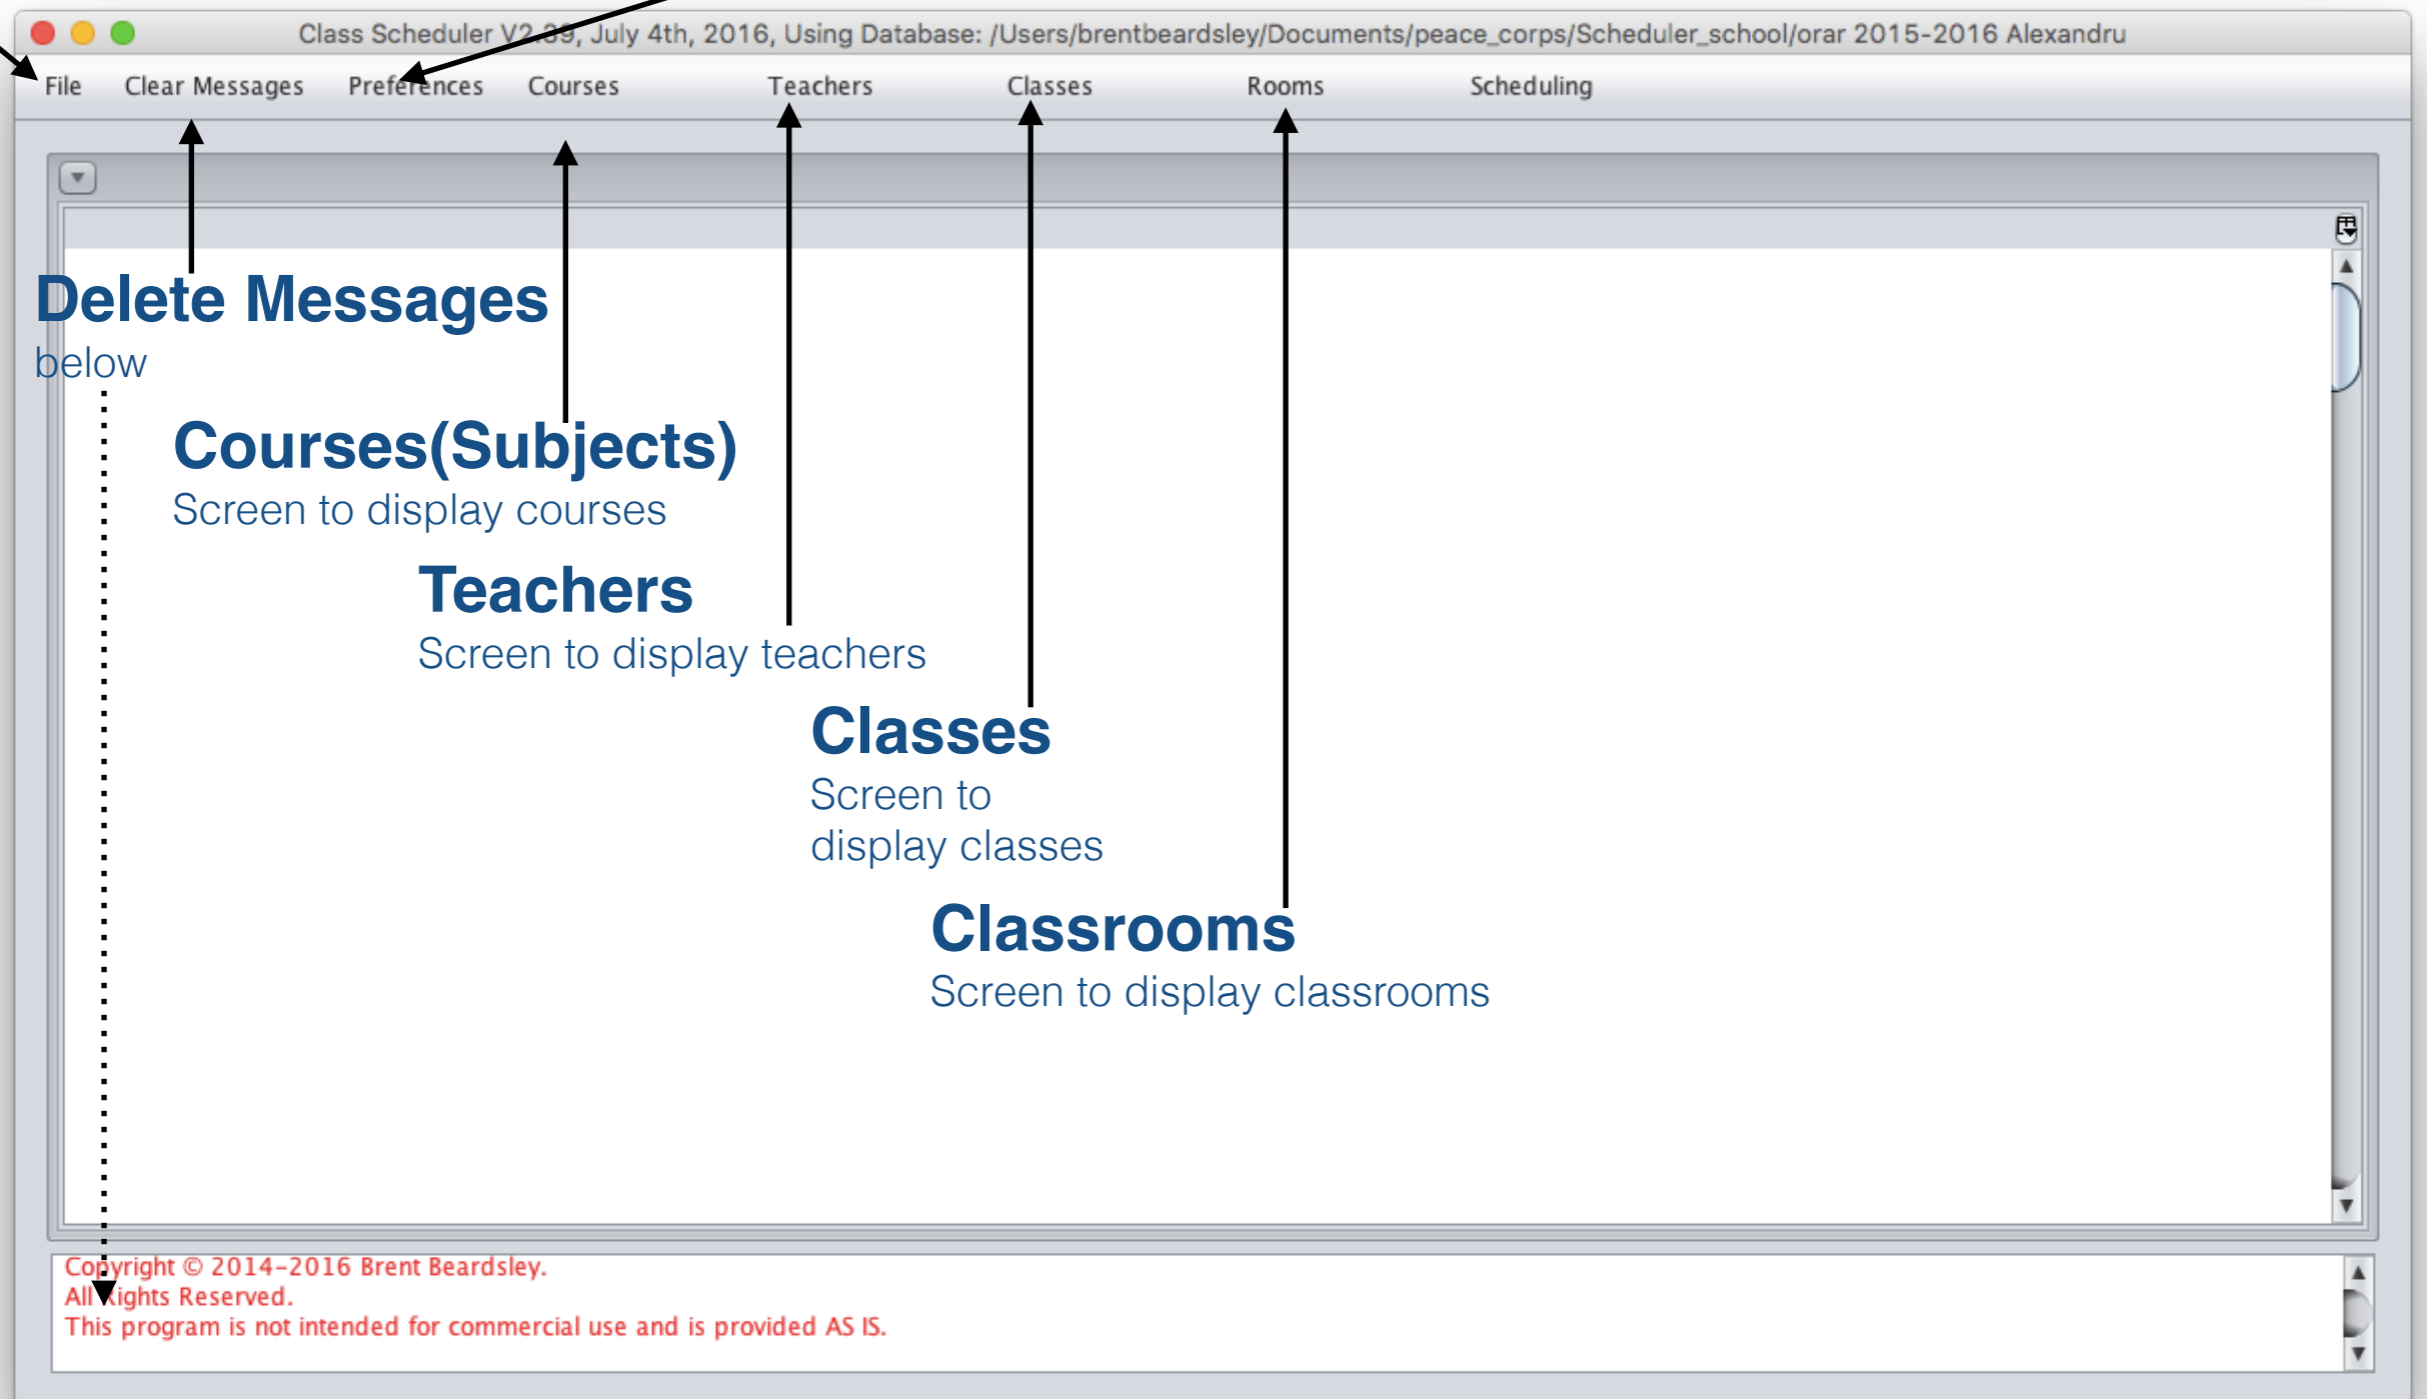 Class Scheduler V2.39, July 4th, 2016, Using Database: /Users/brentbeardsley/Documents/peace_corps/Scheduler_school/orar 2015-2016 Alexandru
File Clear Messages Preferences Courses Teachers Classes Rooms Scheduling
Delete Messages
below
Courses(Subjects)
Screen to display courses
Teachers
Screen to display teachers
Classes
Screen to
display classes
Classrooms
Screen to display classrooms
Copyright © 2014-2016 Brent Beardsley.
All Rights Reserved.
This program is not intended for commercial use and is provided AS IS.